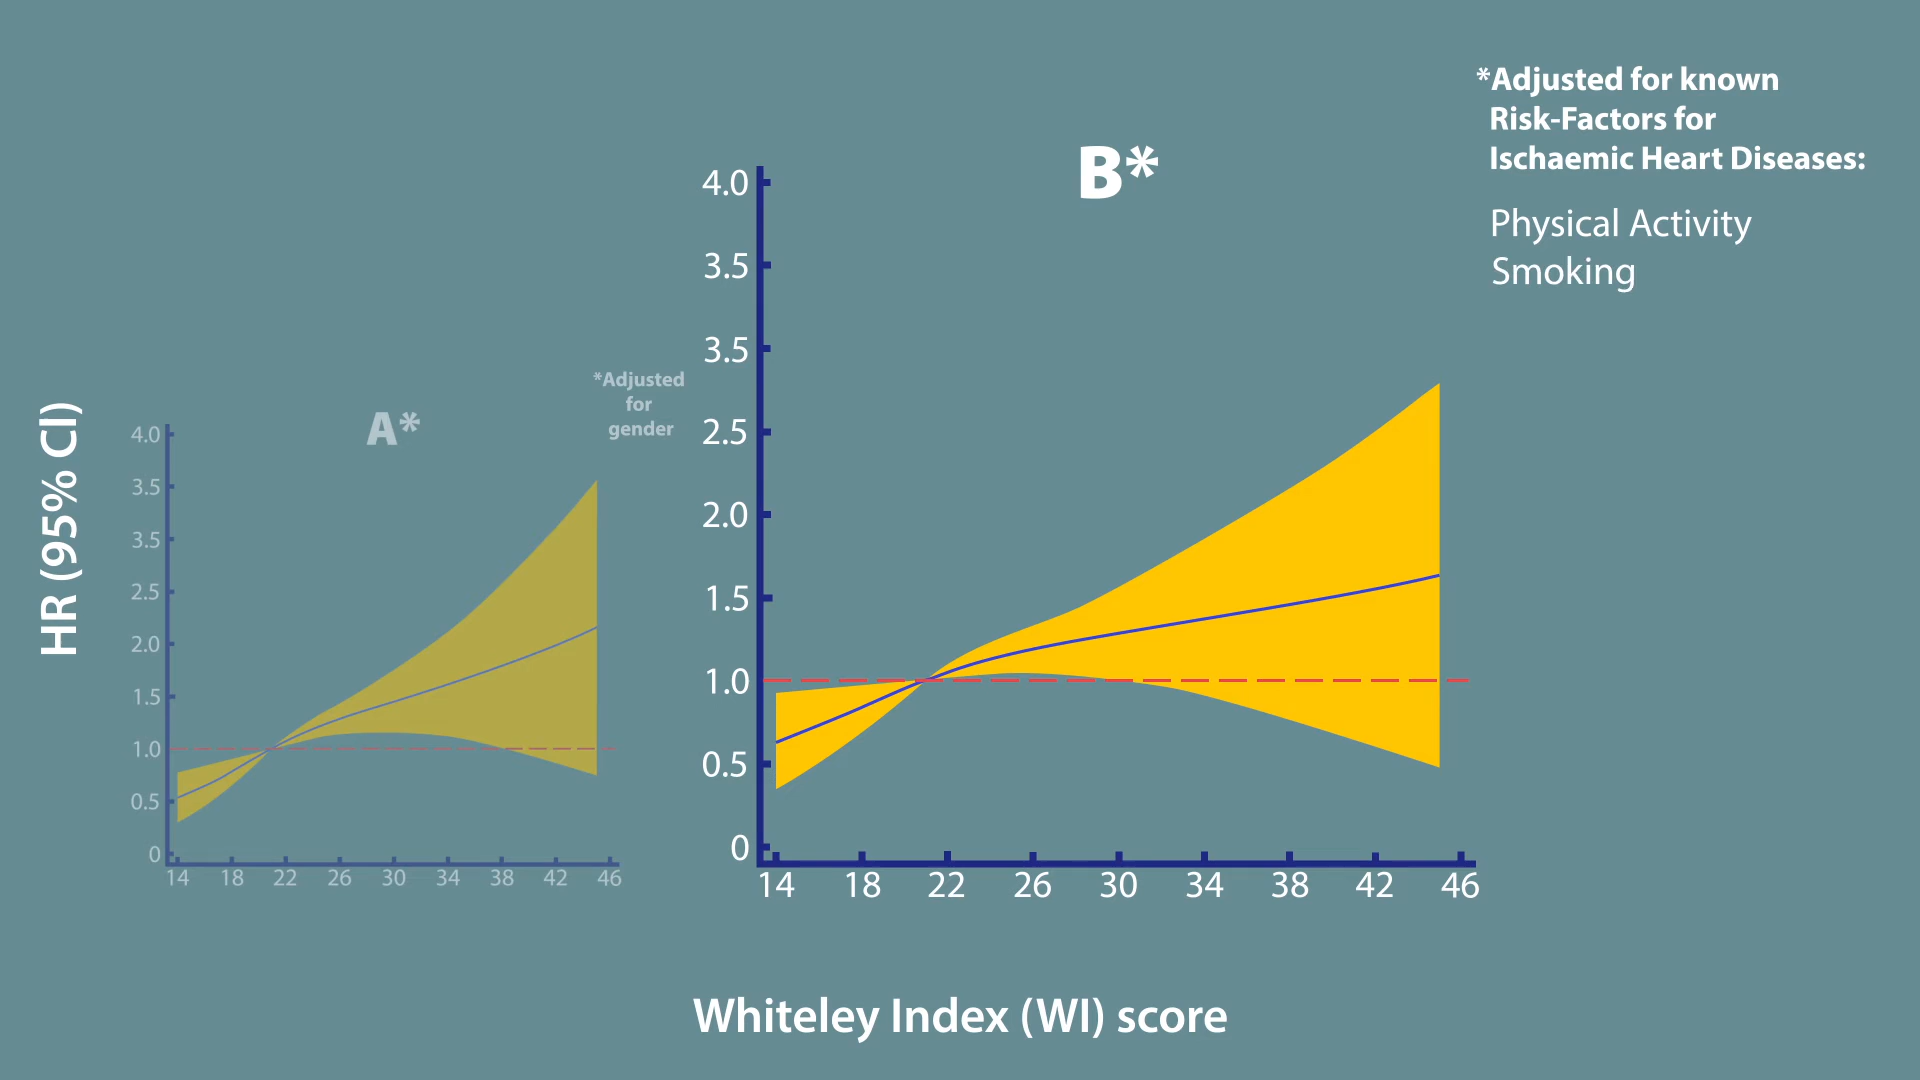 *Adjusted for known
Risk-Factors for
Ischaemic Heart Diseases:
Physical Activity
Smoking
HR (95% CI)
A*
*Adjusted
for
gender
4.0
3.5
3.5
2.5
2.0
1.5
1.0
0.5
0
14 18 22 26 30 34 38 42 46
B*
4.0
3.5
3.5
2.5
2.0
1.5
1.0
0.5
0
14 18 22 26 30 34 38 42 46
Whiteley Index (WI) score